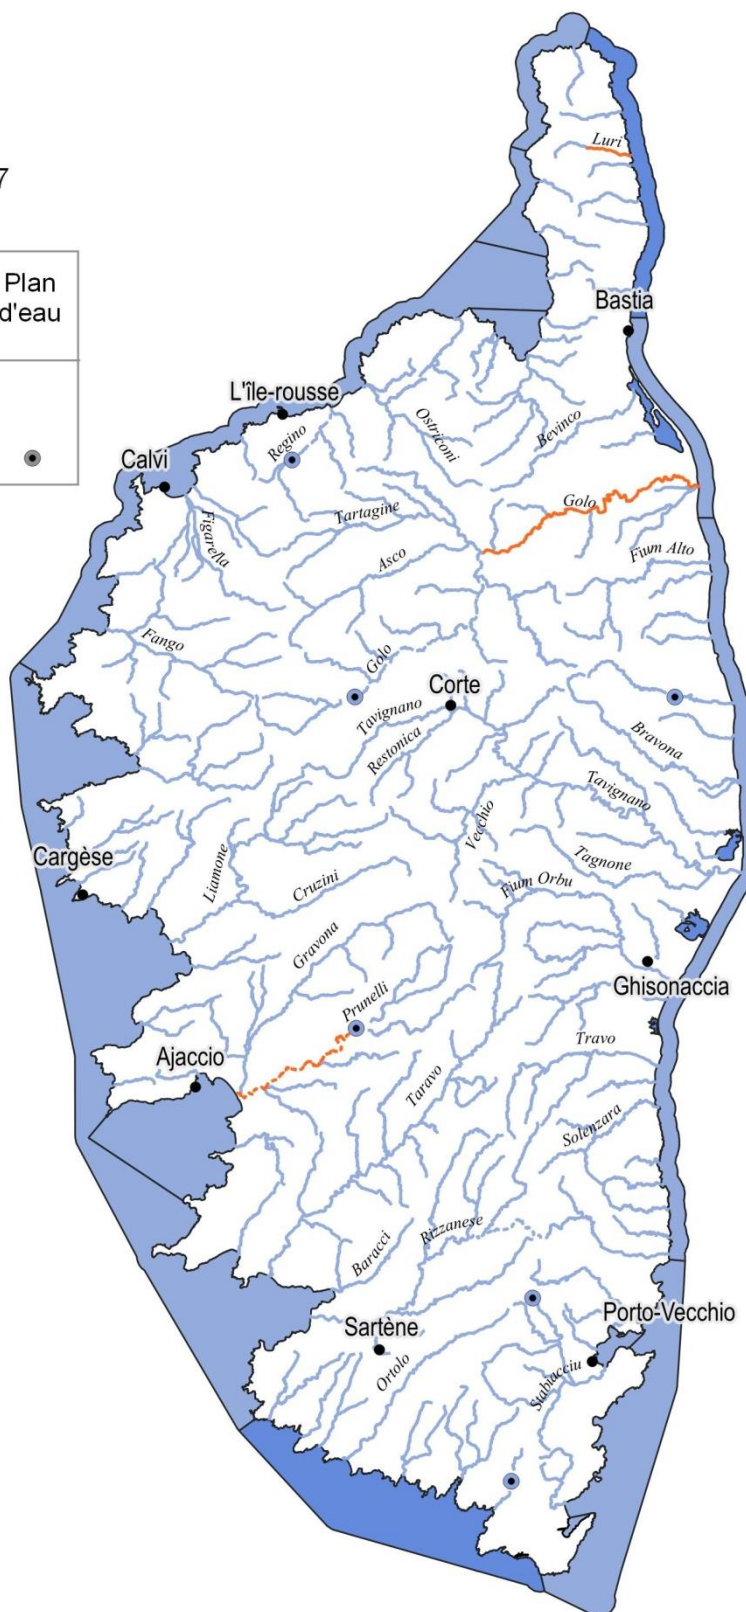 Luri
7
Plan
d'eau
Bastia
L'île-rousse
Ostriconi
Bevinco
Regino
Calvi
Golo
Tartagine
Figarella
Asco
Fium Alto
Fango
Golo
Corte
Tavignano
Restonica
Bravona
Tavignano
Vecchio
Tagnone
Cargèse
Liamone
Cruzini
Fium Orbu
Gravona
Ghisonaccia
Prunelli
Travo
Ajaccio
Taravo
Solenzara
Rizzanese
Baracci
Porto-Vecchio
Sartène
Ortolo
Stabiacciu